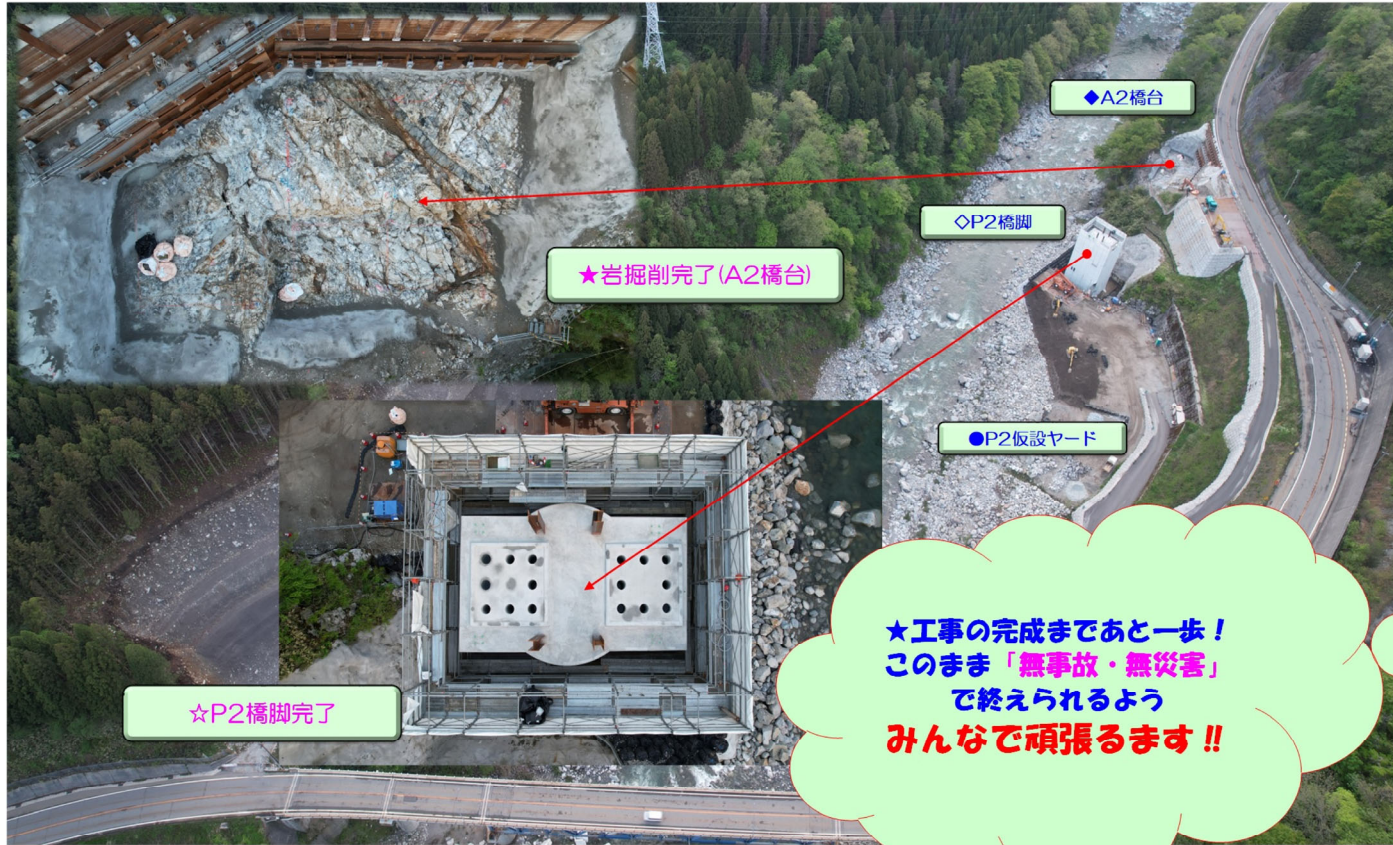 ◆A2橋台
◇P2橋脚
★岩掘削完了(A2橋台)
●P2仮設ヤード
☆P2橋脚完了
★工事の完成まであと一歩！
このまま「無事故・無災害」
で終えられるよう
みんなで頑張るます‼